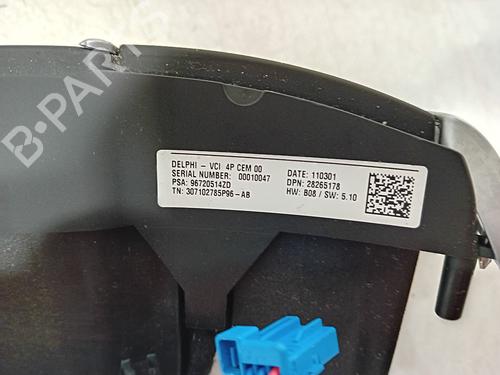 B-PARTS
DELPHI - VCI 4P CEM 00
SERIAL NUMBER: 00010047
PSA: 96720514ZD
TN: 307102785P96-AB
DATE: 110301
DPN: 28265178
HW: B08 / SW: 5.10